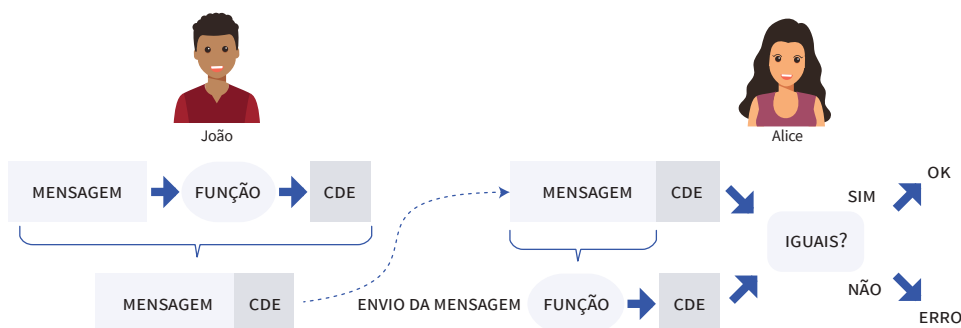 João
Alice
MENSAGEM
FUNÇÃO
CDE
MENSAGEM
CDE
MENSAGEM
CDE
ENVIO DA MENSAGEM
FUNÇÃO
CDE
IGUAIS?
SIM
OK
NÃO
ERRO